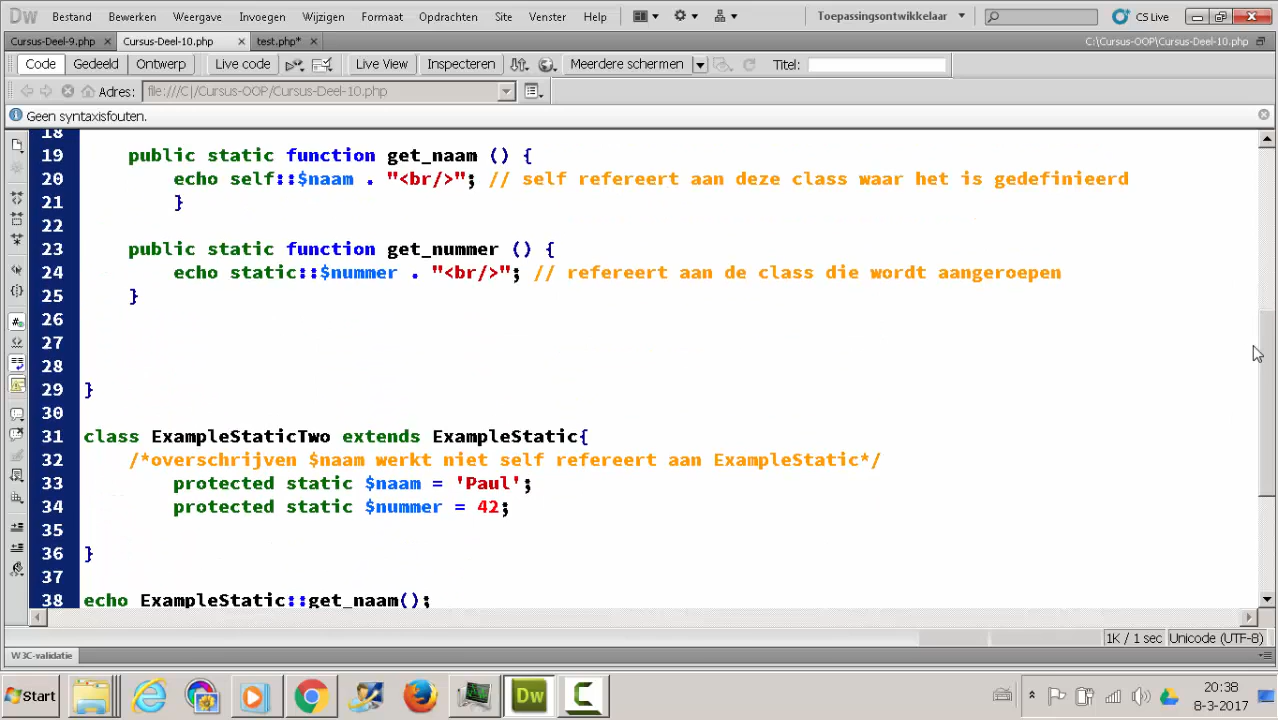 Dw Bestand Bewerken Weergave Invoegen Wijzigen Formaat Opdrachten Site Venster Help Toepassingsontwikkelaar CS Live
Cursus-Deel-9.php Cursus-Deel-10.php test.php* C:\Cursus-OOP\Cursus-Deel-10.php
Code Gedeeld Ontwerp Live code Live View Inspecteren Meerdere schermen Titel:
Adres: file:///C|/Cursus-OOP/Cursus-Deel-10.php
Geen syntaxisfouten.
18
19 public static function get_naam () {
20 echo self::$naam . "<br/>"; // self refereert aan deze class waar het is gedefinieerd
21 }
22
23 public static function get_nummer () {
24 echo static::$nummer . "<br/>"; // refereert aan de class die wordt aangeroepen
25 }
26
27
28
29 }
30
31 class ExampleStaticTwo extends ExampleStatic{
32 /*overschrijven $naam werkt niet self refereert aan ExampleStatic*/
33 protected static $naam = 'Paul';
34 protected static $nummer = 42;
35
36 }
37
38 echo ExampleStatic::get_naam();
1K / 1 sec Unicode (UTF-8)
W3C-validatie
Start Dw C 20:38
8-3-2017